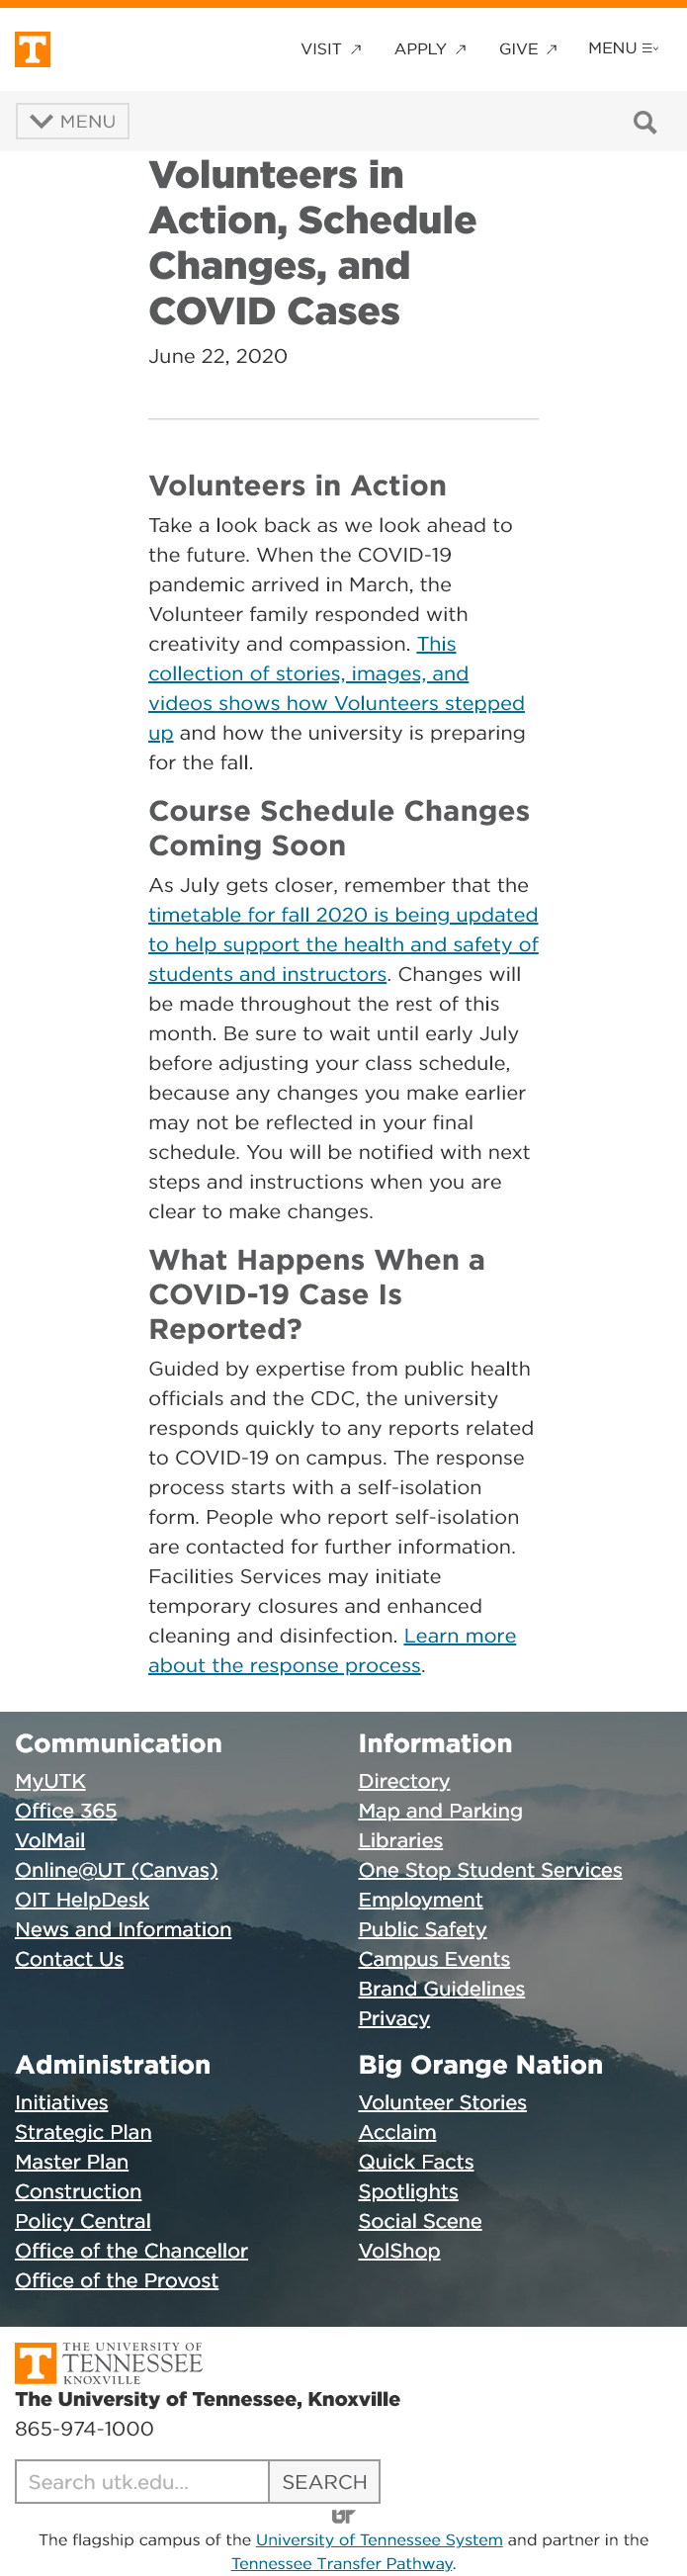 T
VISIT ↗ APPLY ↗ GIVE ↗ MENU
MENU
Volunteers in
Action, Schedule
Changes, and
COVID Cases
June 22, 2020
Volunteers in Action
Take a look back as we look ahead to
the future. When the COVID-19
pandemic arrived in March, the
Volunteer family responded with
creativity and compassion. This
collection of stories, images, and
videos shows how Volunteers stepped
up and how the university is preparing
for the fall.
Course Schedule Changes
Coming Soon
As July gets closer, remember that the
timetable for fall 2020 is being updated
to help support the health and safety of
students and instructors. Changes will
be made throughout the rest of this
month. Be sure to wait until early July
before adjusting your class schedule,
because any changes you make earlier
may not be reflected in your final
schedule. You will be notified with next
steps and instructions when you are
clear to make changes.
What Happens When a
COVID-19 Case Is
Reported?
Guided by expertise from public health
officials and the CDC, the university
responds quickly to any reports related
to COVID-19 on campus. The response
process starts with a self-isolation
form. People who report self-isolation
are contacted for further information.
Facilities Services may initiate
temporary closures and enhanced
cleaning and disinfection. Learn more
about the response process.
Communication
MyUTK
Office 365
VolMail
Online@UT (Canvas)
OIT HelpDesk
News and Information
Contact Us
Information
Directory
Map and Parking
Libraries
One Stop Student Services
Employment
Public Safety
Campus Events
Brand Guidelines
Privacy
Administration
Initiatives
Strategic Plan
Master Plan
Construction
Policy Central
Office of the Chancellor
Office of the Provost
Big Orange Nation
Volunteer Stories
Acclaim
Quick Facts
Spotlights
Social Scene
VolShop
T
THE UNIVERSITY OF
TENNESSEE
KNOXVILLE
The University of Tennessee, Knoxville
865-974-1000
Search utk.edu... SEARCH
The flagship campus of the University of Tennessee System and partner in the
Tennessee Transfer Pathway.